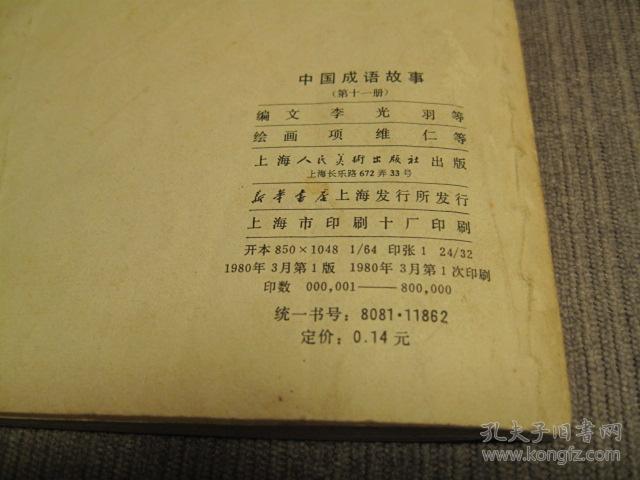 中国成语故事
(第十一册)
编文 李光羽等
绘画 项维仁等
上海人民美術出版社出版
上海长乐路672弄33号
新华書店上海发行所发行
上海市印刷十厂印刷
开本850×1048 1/64 印张1 24/32
1980年3月第1版 1980年3月第1次印刷
印数 000,001——800,000
统一书号: 8081·11862
定价: 0.14元
孔夫子旧書网
www.kongfz.com